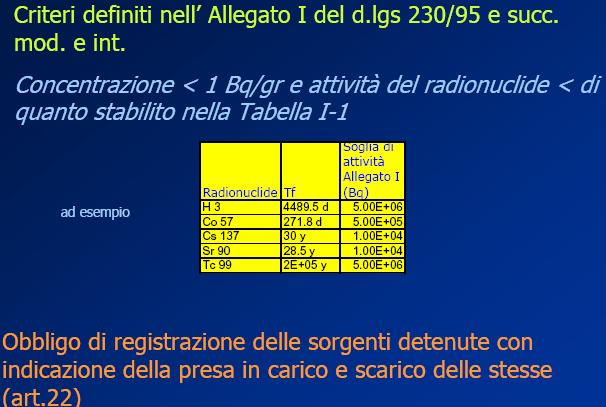 Criteri definiti nell' Allegato I del d.lgs 230/95 e succ.
mod. e int.
Concentrazione < 1 Bq/gr e attività del radionuclide < di
quanto stabilito nella Tabella I-1
ad esempio
Radionuclide Tf Soglia di attività Allegato I (Bq)
H 3 4489.5 d 5.00E+06
Co 57 271.8 d 5.00E+05
Cs 137 30 y 1.00E+04
Sr 90 28.5 y 1.00E+04
Tc 99 2E+05 y 5.00E+06
Obbligo di registrazione delle sorgenti detenute con
indicazione della presa in carico e scarico delle stesse
(art.22)